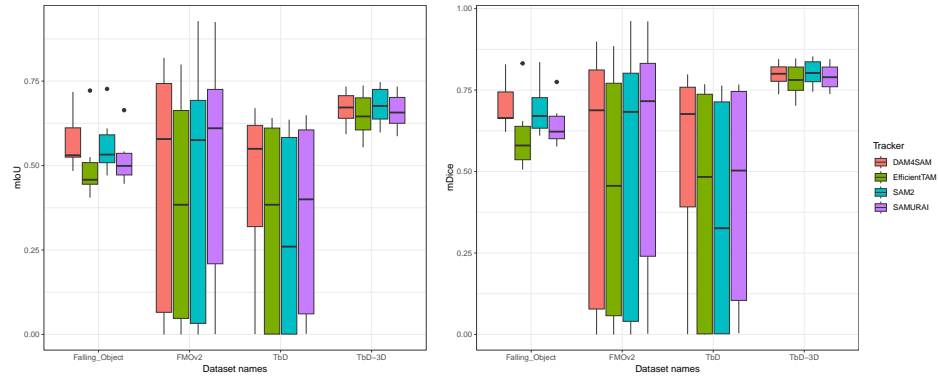 mIoU
0.75
0.50
0.25
0.00
Falling_Object FMOv2 TbD TbD−3D
Dataset names
mDice
1.00
0.75
0.50
0.25
0.00
Falling_Object FMOv2 TbD TbD−3D
Dataset names
Tracker
DAM4SAM
EfficientTAM
SAM2
SAMURAI